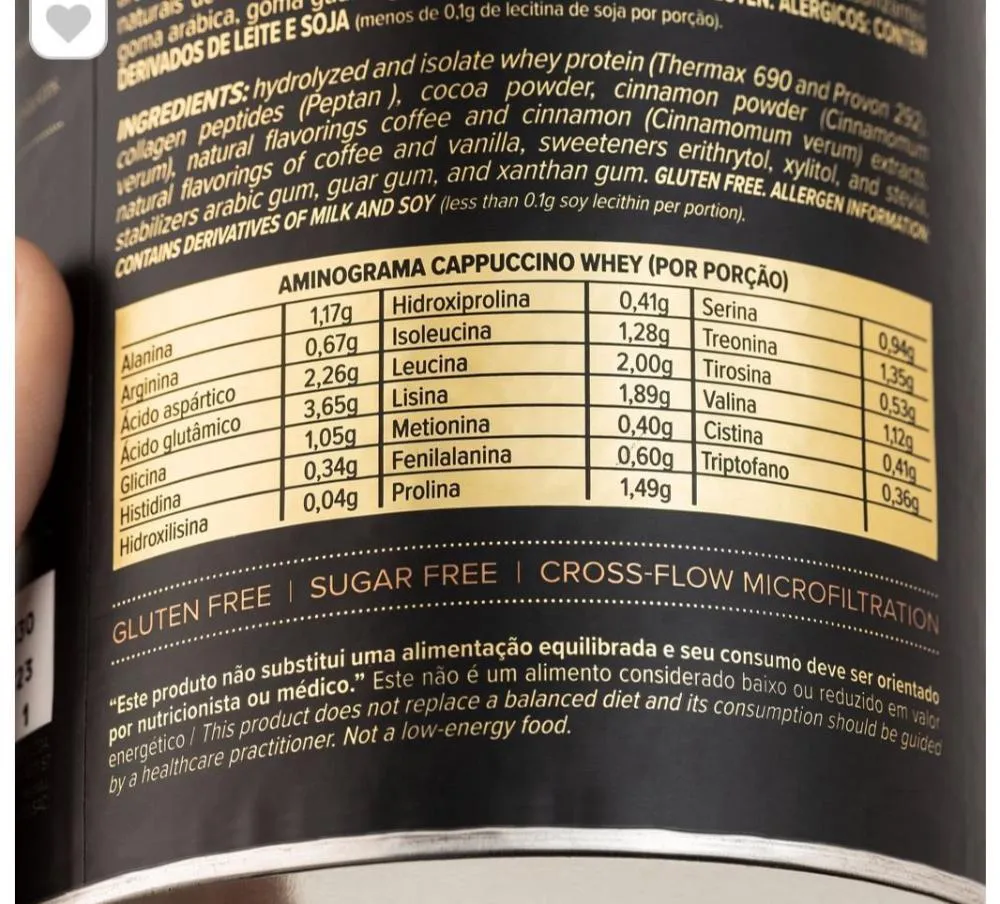 naturais
goma arábica, goma
TEN. ALÉRGICOS: CONTÉM
DERIVADOS DE LEITE E SOJA (menos de 0,1g de lecitina de soja por porção).
INGREDIENTS: hydrolyzed and isolate whey protein (Thermax 690 and Provon 292),
collagen peptides (Peptan ), cocoa powder, cinnamon powder (Cinnamomum
verum), natural flavorings coffee and cinnamon (Cinnamomum verum) extracts,
natural flavorings of coffee and vanilla, sweeteners erithrytol, xylitol, and stevia,
stabilizers arabic gum, guar gum, and xanthan gum. GLUTEN FREE. ALLERGEN INFORMATION:
CONTAINS DERIVATIVES OF MILK AND SOY (less than 0.1g soy lecithin per portion).
AMINOGRAMA CAPPUCCINO WHEY (POR PORÇÃO)
Alanina 1,17g Hidroxiprolina 0,41g Serina 0,94g
Arginina 0,67g Isoleucina 1,28g Treonina 1,35g
Ácido aspártico 2,26g Leucina 2,00g Tirosina 0,53g
Ácido glutâmico 3,65g Lisina 1,89g Valina 1,12g
Glicina 1,05g Metionina 0,40g Cistina 0,41g
Histidina 0,34g Fenilalanina 0,60g Triptofano 0,36g
Hidroxilisina 0,04g Prolina 1,49g
GLUTEN FREE | SUGAR FREE | CROSS-FLOW MICROFILTRATION
“Este produto não substitui uma alimentação equilibrada e seu consumo deve ser orientado
por nutricionista ou médico.” Este não é um alimento considerado baixo ou reduzido em valor
energético / This product does not replace a balanced diet and its consumption should be guided
by a healthcare practitioner. Not a low-energy food.
30
23
1